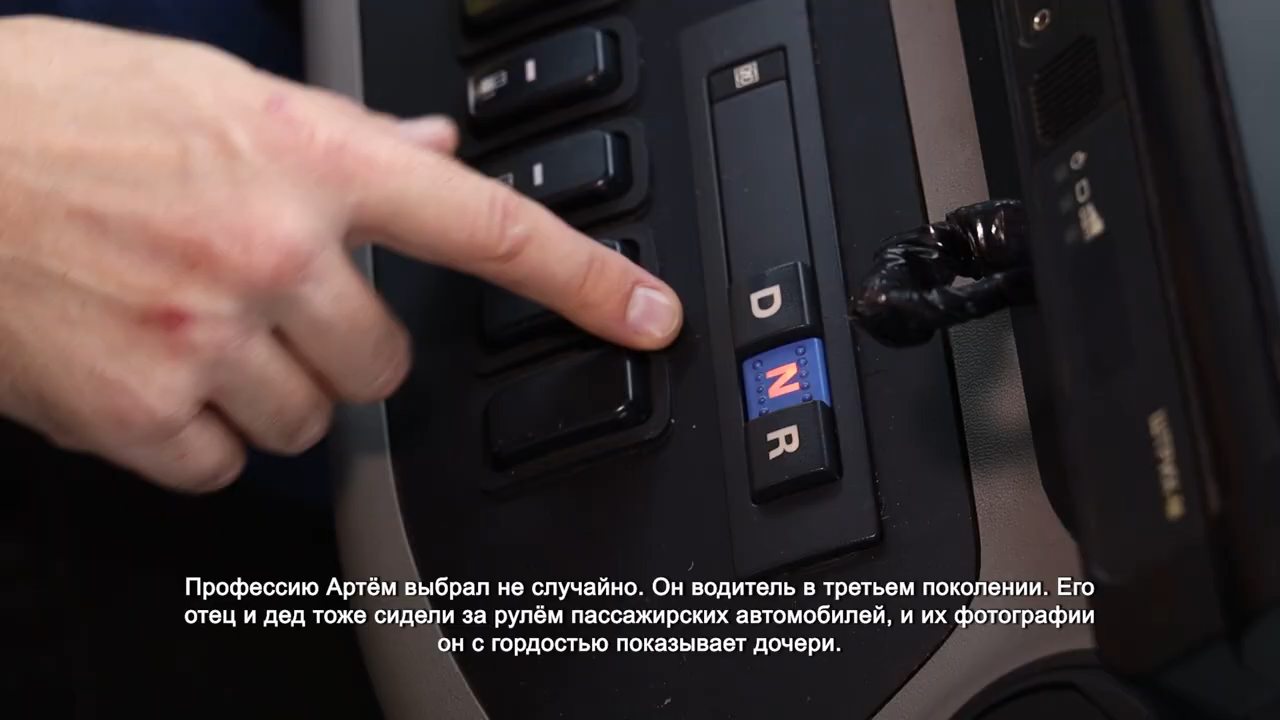 D
N
R
Профессию Артём выбрал не случайно. Он водитель в третьем поколении. Его
отец и дед тоже сидели за рулём пассажирских автомобилей, и их фотографии
он с гордостью показывает дочери.